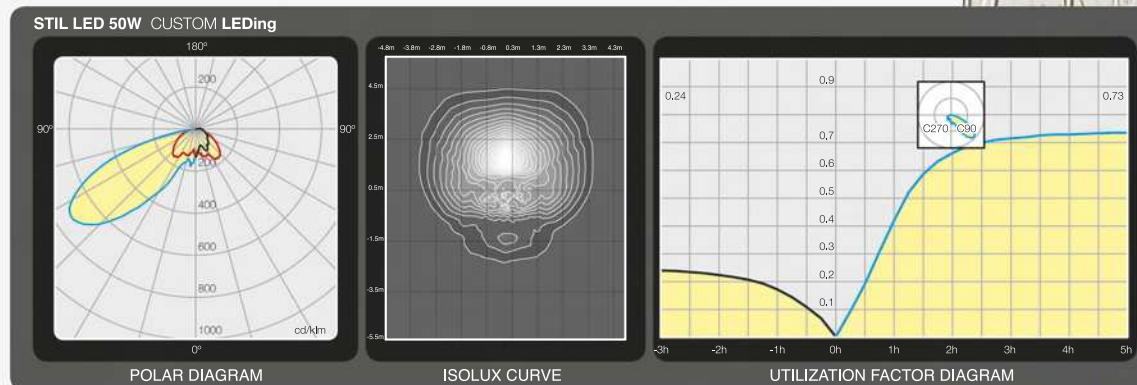 STIL LED 50W CUSTOM LEDing
180º
200
90º
90º
200
400
600
800
1000
cd/klm
0º
POLAR DIAGRAM
-4.8m -3.8m -2.8m -1.8m -0.8m 0.3m 1.3m 2.3m 3.3m 4.3m
4.5m
2.5m
0.5m
-1.5m
-3.5m
-5.5m
ISOLUX CURVE
0.9
0.24
0.73
C270
C90
0.7
0.6
0.5
0.4
0.3
0,2
0.1
-3h -2h -1h 0h 1h 2h 3h 4h 5h
UTILIZATION FACTOR DIAGRAM